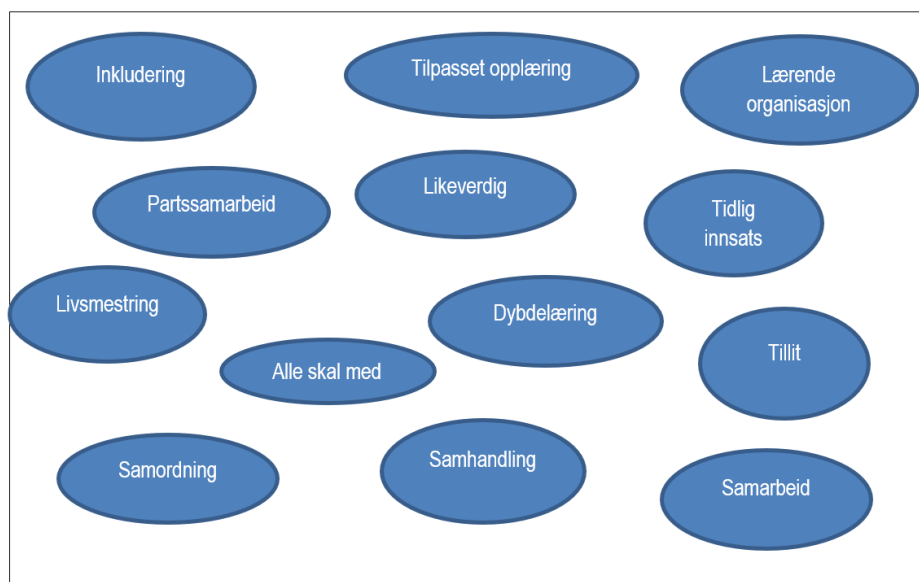 Inkludering
Tilpasset opplæring
Lærende
organisasjon
Partssamarbeid
Likeverdig
Tidlig
innsats
Livsmestring
Dybdelæring
Alle skal med
Tillit
Samordning
Samhandling
Samarbeid